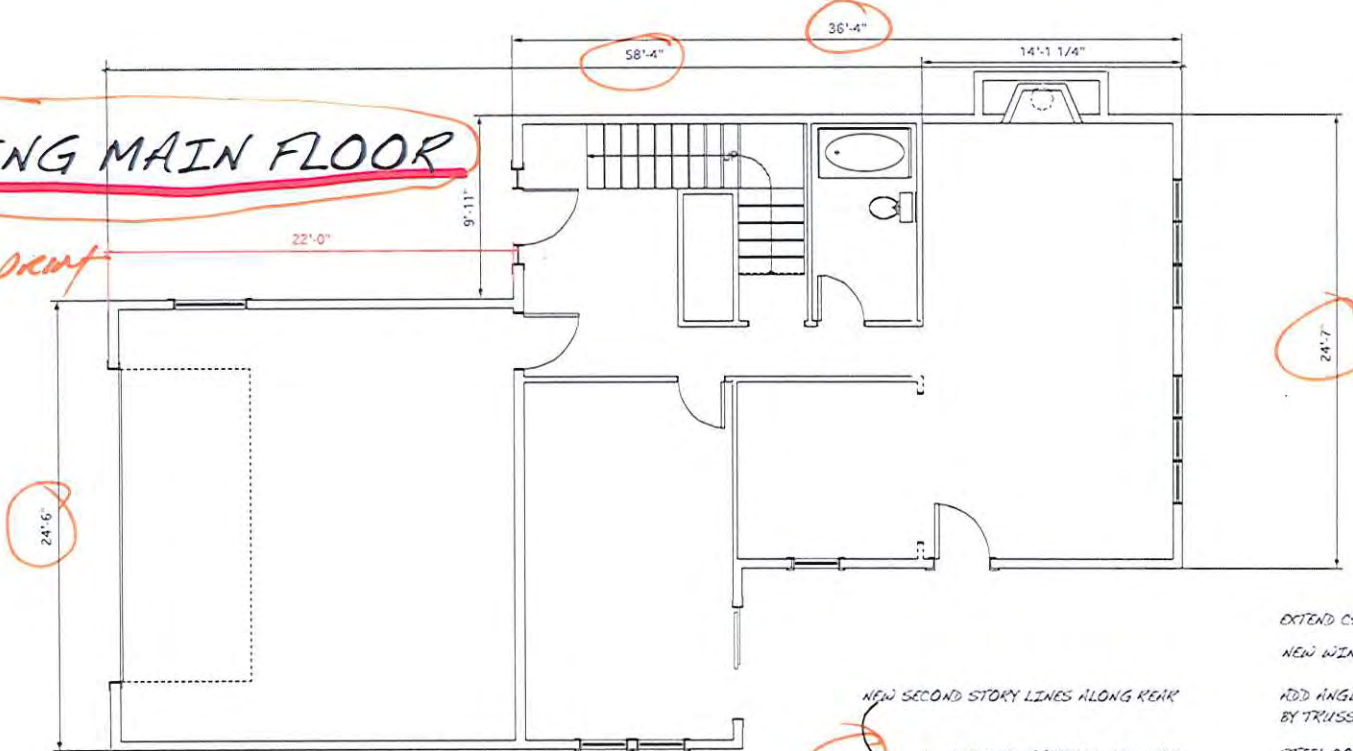 36'-4"
58'-4"
14'-1 1/4"
ING MAIN FLOOR
9'-11"
22'-0"
24'-7"
24'-6"
EXTEND
NEW
NEW SECOND STORY LINES ALONG REAR
ADD
BY TRUSS